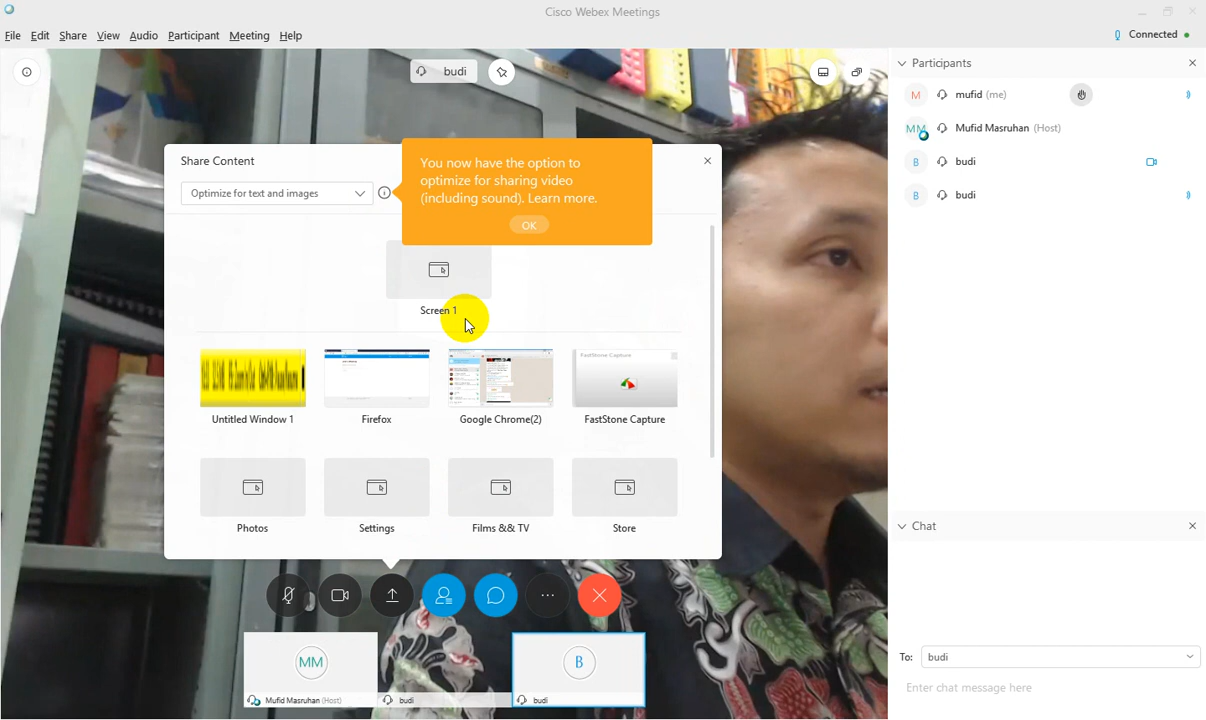 Cisco Webex Meetings
File Edit Share View Audio Participant Meeting Help
Connected
budi
Participants
M mufid (me)
MM Mufid Masruhan (Host)
B budi
B budi
Share Content
Optimize for text and images
You now have the option to
optimize for sharing video
(including sound). Learn more.
OK
Screen 1
Untitled Window 1 Firefox Google Chrome(2) FastStone Capture
FastStone Capture
Photos Settings Films && TV Store
MM B
Mufid Masruhan (Host) budi budi
Chat
To: budi
Enter chat message here